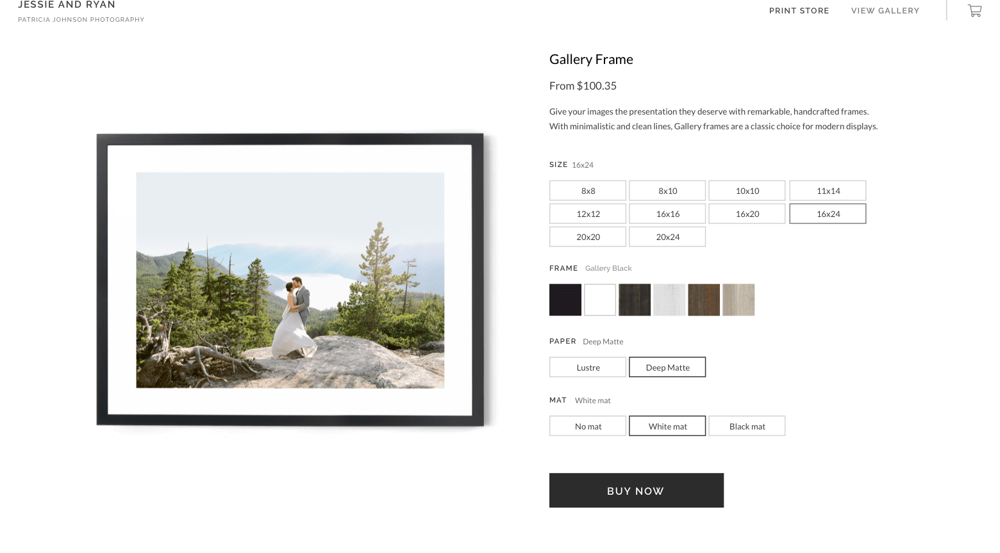 JESSIE AND RYAN
PATRICIA JOHNSON PHOTOGRAPHY
PRINT STORE VIEW GALLERY
Gallery Frame
From $100.35
Give your images the presentation they deserve with remarkable, handcrafted frames.
With minimalistic and clean lines, Gallery frames are a classic choice for modern displays.
SIZE 16x24
8x8 8x10 10x10 11x14
12x12 16x16 16x20 16x24
20x20 20x24
FRAME Gallery Black
PAPER Deep Matte
Lustre Deep Matte
MAT White mat
No mat White mat Black mat
BUY NOW